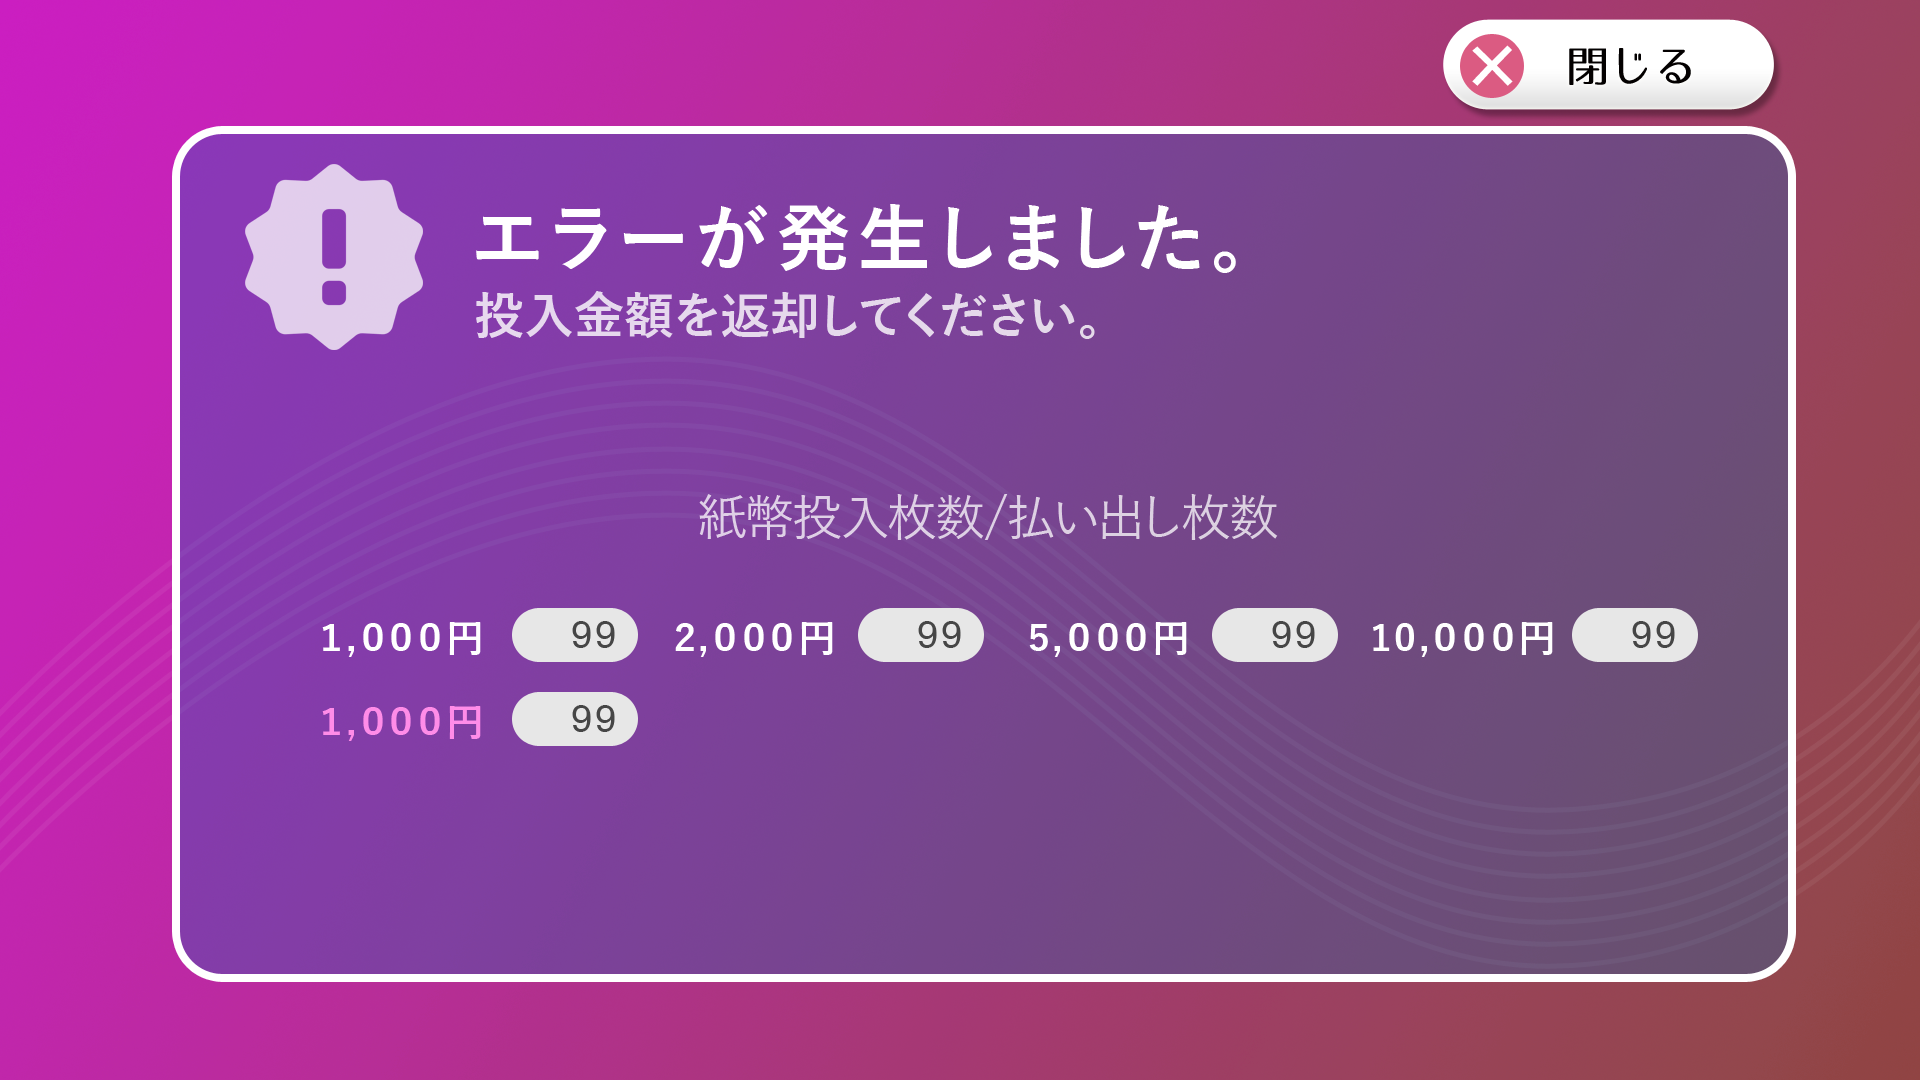 閉じる
エラーが発生しました。
投入金額を返却してください。
紙幣投入枚数/払い出し枚数
1,000円 99 2,000円 99 5,000円 99 10,000円 99
1,000円 99